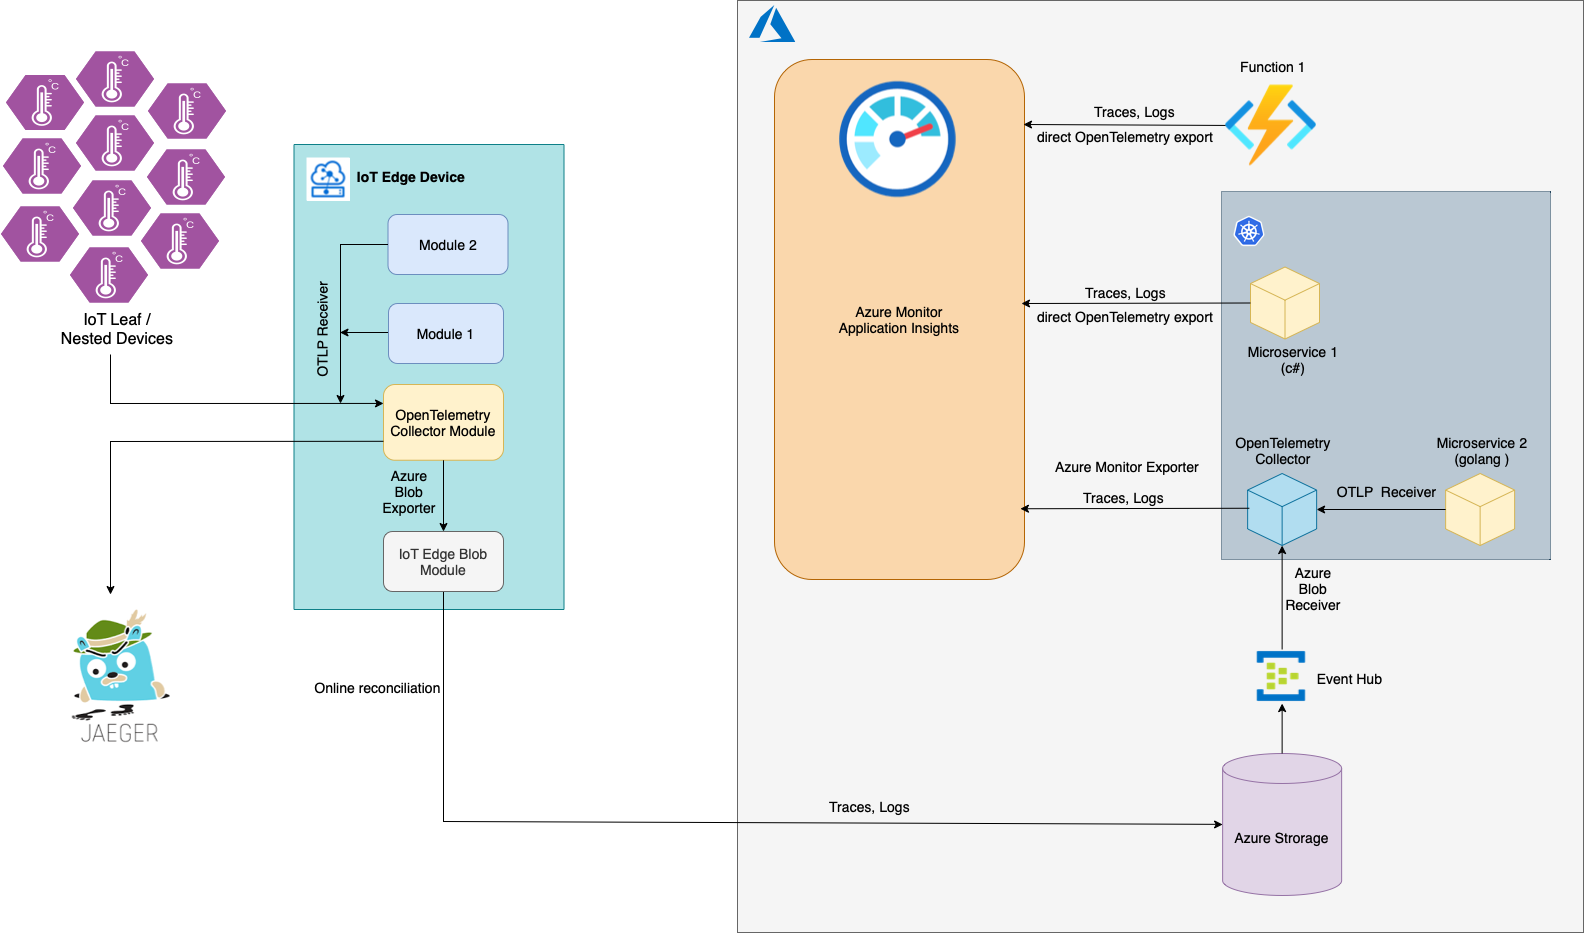 °C
°C
°C
°C
°C
°C
°C
°C
°C
°C
IoT Leaf /
Nested Devices
IoT Edge Device
Module 2
OTLP Receiver
Module 1
OpenTelemetry
Collector Module
Azure
Blob
Exporter
IoT Edge Blob
Module
JAEGER
Online reconciliation
Traces, Logs
Azure Monitor
Application Insights
Function 1
Traces, Logs
direct OpenTelemetry export
Traces, Logs
direct OpenTelemetry export
Microservice 1
(c#)
Azure Monitor Exporter
Traces, Logs
OpenTelemetry
Collector
OTLP Receiver
Microservice 2
(golang )
Azure
Blob
Receiver
Event Hub
Azure Strorage